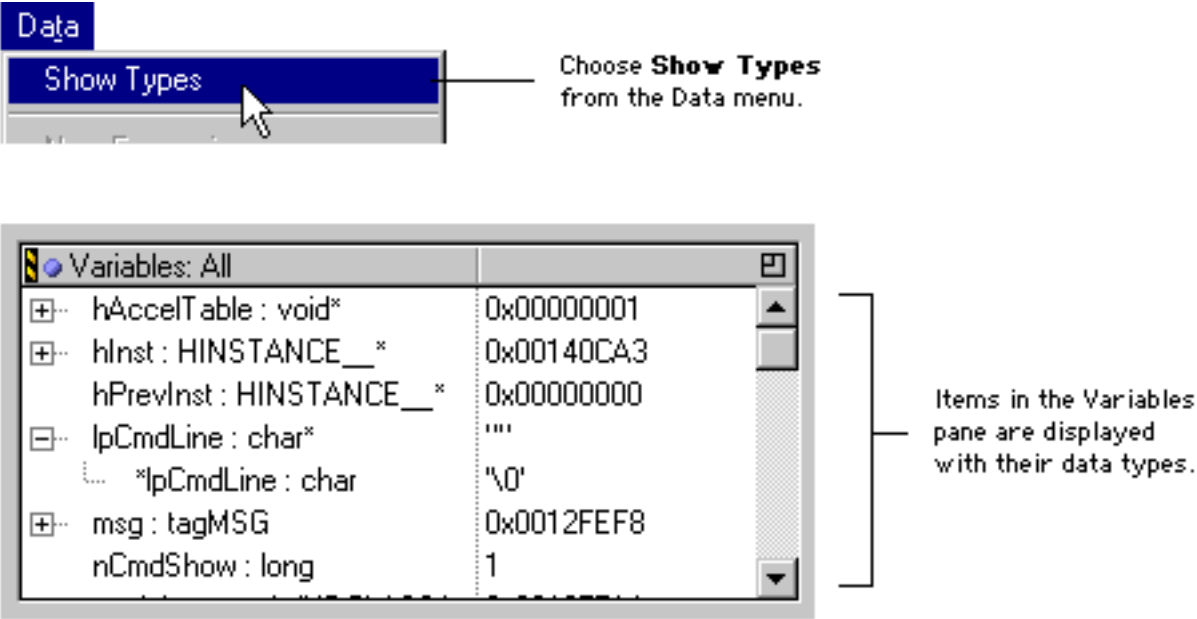 Data
Show Types
Choose Show Types
from the Data menu.
Variables: All
hAccelTable : void* 0x00000001
hInst : HINSTANCE__* 0x00140CA3
hPrevInst : HINSTANCE__* 0x00000000
lpCmdLine : char* ""
*lpCmdLine : char '\0'
msg : tagMSG 0x0012FEF8
nCmdShow : long 1
Items in the Variables
pane are displayed
with their data types.